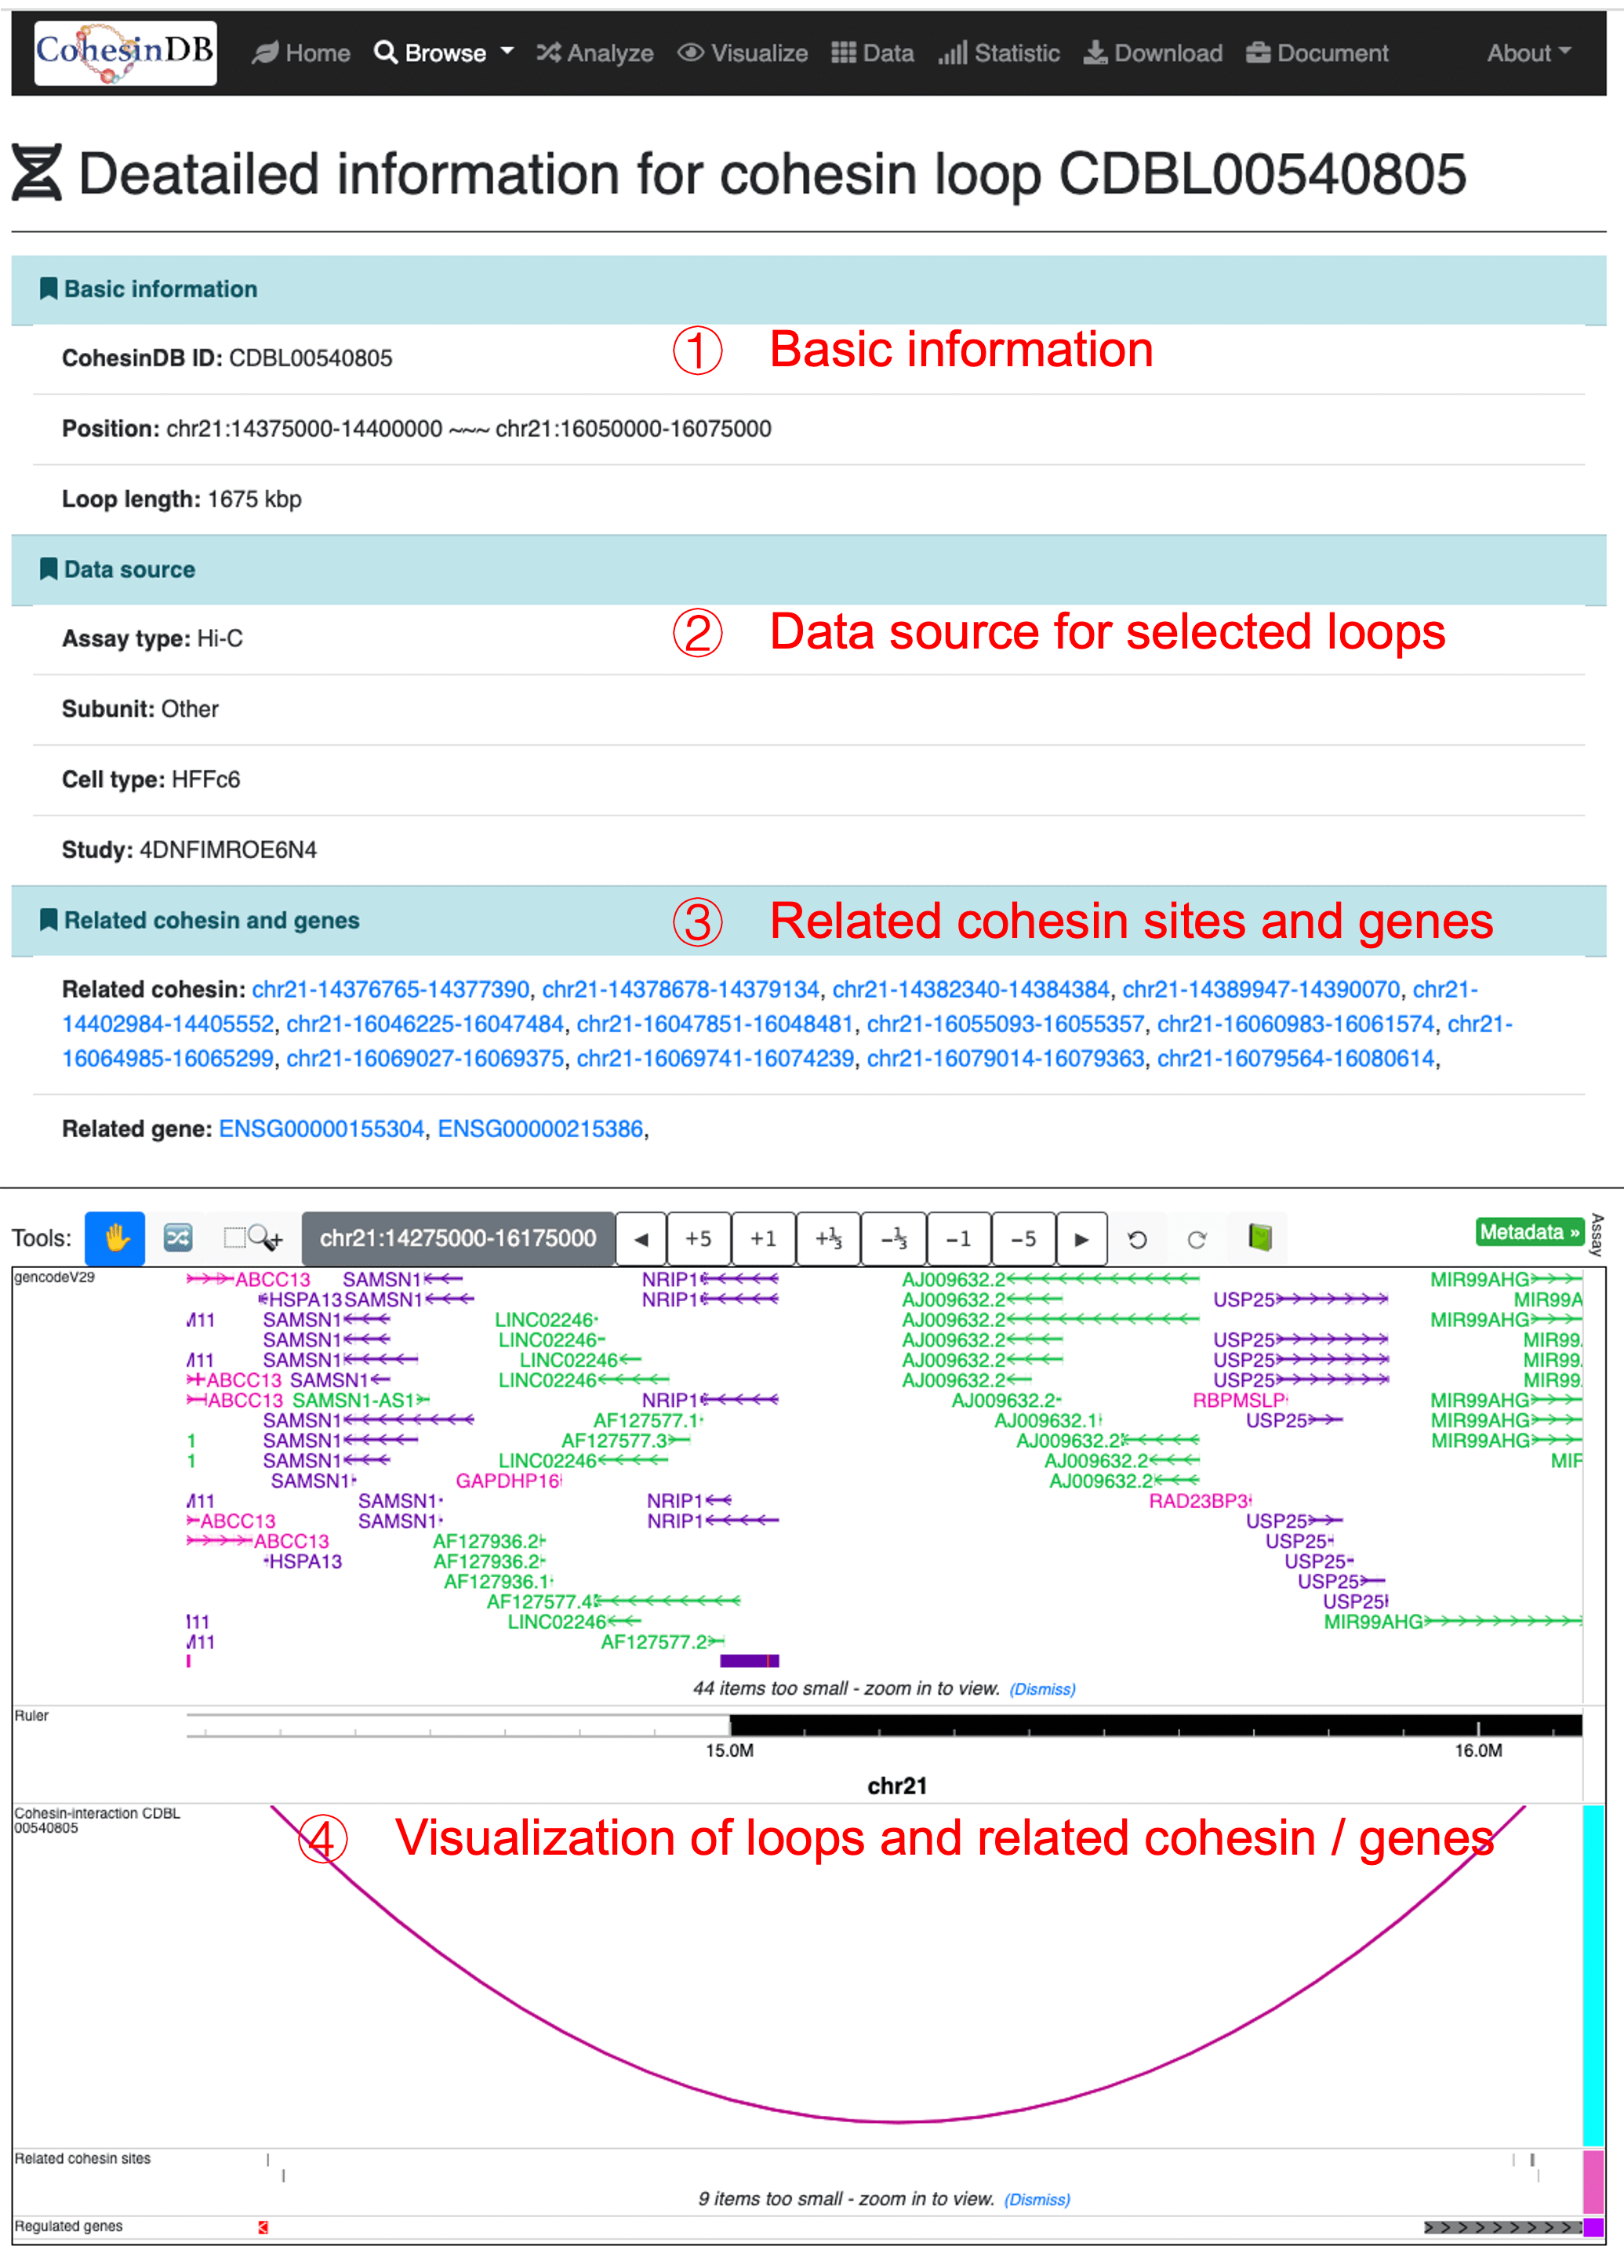 CohesinDB Home Browse Analyze Visualize Data Statistic Download Document About
Deatailed information for cohesin loop CDBL00540805
Basic information
① Basic information
CohesinDB ID: CDBL00540805
Position: chr21:14375000-14400000 ~~~ chr21:16050000-16075000
Loop length: 1675 kbp
Data source
② Data source for selected loops
Assay type: Hi-C
Subunit: Other
Cell type: HFFc6
Study: 4DNFIMROE6N4
Related cohesin and genes
③ Related cohesin sites and genes
Related cohesin: chr21-14376765-14377390, chr21-14378678-14379134, chr21-14382340-14384384, chr21-14389947-14390070, chr21-
14402984-14405552, chr21-16046225-16047484, chr21-16047851-16048481, chr21-16055093-16055357, chr21-16060983-16061574, chr21-
16064985-16065299, chr21-16069027-16069375, chr21-16069741-16074239, chr21-16079014-16079363, chr21-16079564-16080614,
Related gene: ENSG00000155304, ENSG00000215386,
Tools: chr21:14275000-16175000 ◀ +5 +1 +⅓ -⅓ -1 -5 ▶ Metadata » Assay
gencodeV29
ABCC13 SAMSN1 NRIP1 AJ009632.2 MIR99AHG
HSPA13 SAMSN1 NRIP1 AJ009632.2 USP25 MIR99A
M11 SAMSN1 LINC02246 AJ009632.2 MIR99AHG
SAMSN1 LINC02246 AJ009632.2 USP25 MIR99
M11 SAMSN1 LINC02246 AJ009632.2 USP25 MIR99
ABCC13 SAMSN1 LINC02246 AJ009632.2 USP25 MIR99
ABCC13 SAMSN1-AS1 NRIP1 AJ009632.2 RBPMSLP MIR99AHG
SAMSN1 AF127577.1 AJ009632.1 USP25 MIR99AHG
1 SAMSN1 AF127577.3 AJ009632.2 MIR99AHG
1 SAMSN1 LINC02246 AJ009632.2 MIR
SAMSN1 GAPDHP16 AJ009632.2
M11 SAMSN1 NRIP1 RAD23BP3
ABCC13 SAMSN1 NRIP1 USP25
ABCC13 AF127936.2 USP25
HSPA13 AF127936.2 USP25
AF127936.1 USP25
AF127577.4 USP25
M11 LINC02246 MIR99AHG
M11 AF127577.2
44 items too small - zoom in to view. (Dismiss)
Ruler
15.0M 16.0M
chr21
Cohesin-interaction CDBL
00540805
④ Visualization of loops and related cohesin / genes
Related cohesin sites
9 items too small - zoom in to view. (Dismiss)
Regulated genes